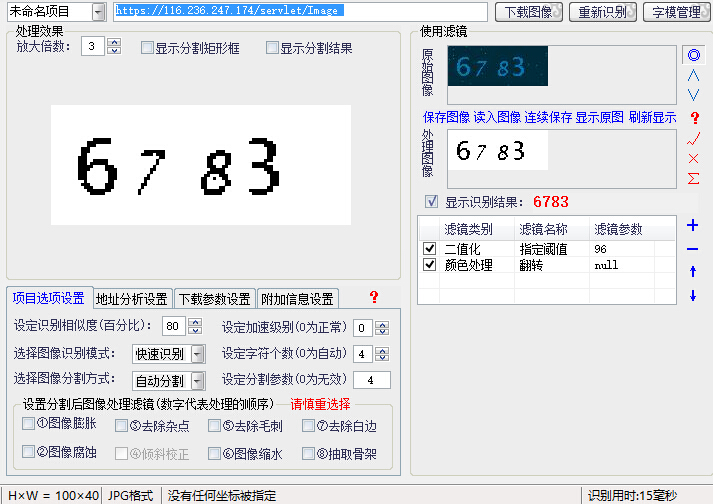 未命名项目 https://116.236.247.174/servlet/Image 下载图像 重新识别 字模管理
处理效果
放大倍数: 3 显示分割矩形框 显示分割结果
6783
使用滤镜
原始图像
6783
保存图像 读入图像 连续保存 显示原图 刷新显示
处理图像
6783
显示识别结果: 6783
滤镜类别 滤镜名称 滤镜参数
二值化 指定阈值 96
颜色处理 翻转 null
?
项目选项设置 地址分析设置 下载参数设置 附加信息设置 ?
设定识别相似度(百分比): 80 设定加速级别(0为正常) 0
选择图像识别模式: 快速识别 设定字符个数(0为自动) 4
选择图像分割方式: 自动分割 设定分割参数(0为无效) 4
设置分割后图像处理滤镜(数字代表处理的顺序) 请慎重选择
①图像膨胀 ③去除杂点 ⑤去除毛刺 ⑦去除白边
②图像腐蚀 ④倾斜校正 ⑥图像缩水 ⑧抽取骨架
H×W = 100×40 JPG格式 没有任何坐标被指定 识别用时:15毫秒